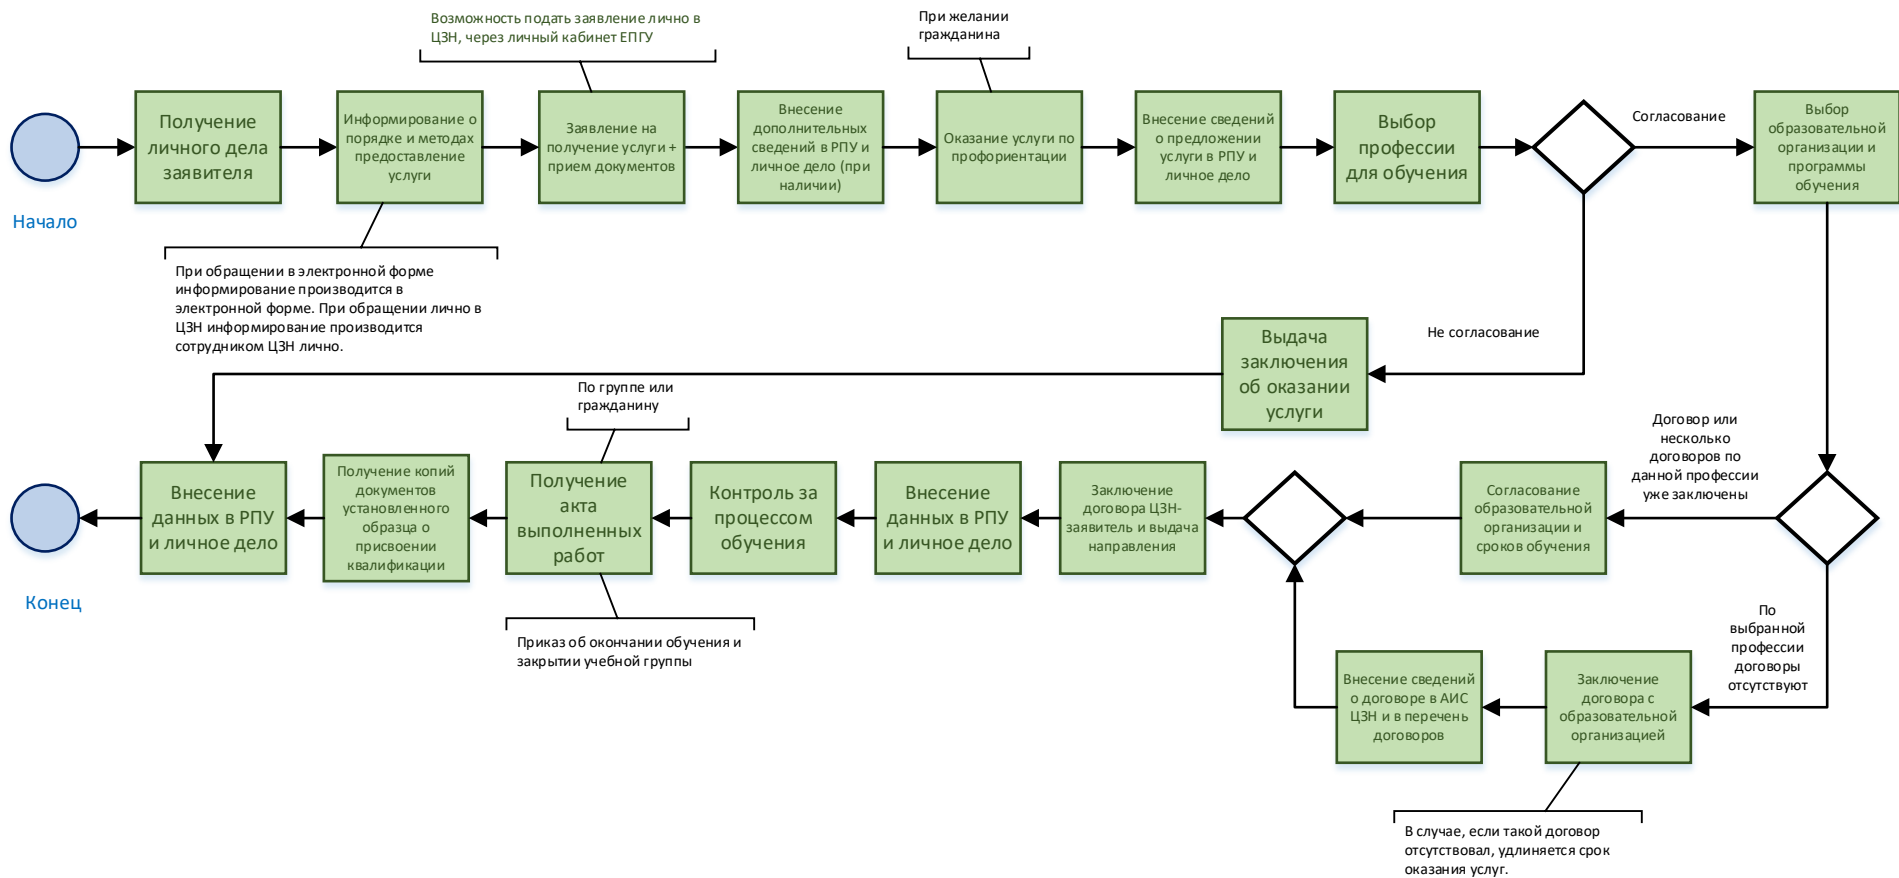 Возможность подать заявление лично в
ЦЗН, через личный кабинет ЕПГУ
При желании
гражданина
Получение
личного дела
заявителя
Информирование о
порядке и методах
предоставление
услуги
Заявление на
получение услуги +
прием документов
Внесение
дополнительных
сведений в РПУ и
личное дело (при
наличии)
Оказание услуги по
профориентации
Внесение сведений
о предложении
услуги в РПУ и
личное дело
Выбор
профессии
для обучения
Согласование
Выбор
образовательной
организации и
программы
обучения
Начало
При обращении в электронной форме
информирование производится в
электронной форме. При обращении лично в
ЦЗН информирование производится
сотрудником ЦЗН лично.
Выдача
заключения
об оказании
услуги
Не согласование
По группе или
гражданину
Договор или
несколько
договоров по
данной профессии
уже заключены
Внесение
данных в РПУ
и личное дело
Получение копий
документов
установленного
образца о
присвоении
квалификации
Получение
акта
выполненных
работ
Контроль за
процессом
обучения
Внесение
данных в РПУ
и личное дело
Заключение
договора ЦЗН-
заявитель и выдача
направления
Согласование
образовательной
организации и
сроков обучения
Конец
Приказ об окончании обучения и
закрытии учебной группы
По
выбранной
профессии
договоры
отсутствуют
Внесение сведений
о договоре в АИС
ЦЗН и в перечень
договоров
Заключение
договора с
образовательной
организацией
В случае, если такой договор
отсутствовал, удлиняется срок
оказания услуг.